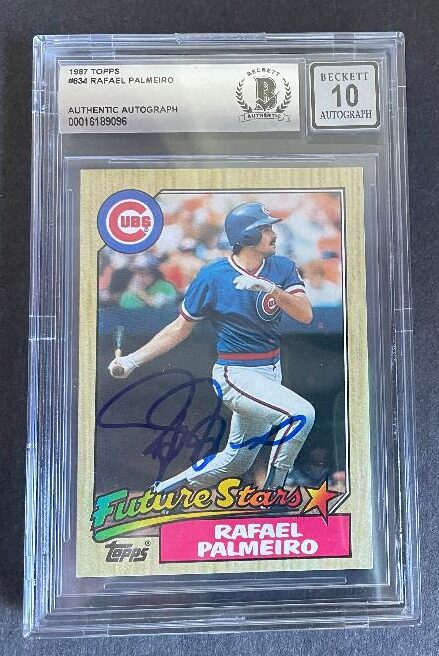 1987 TOPPS
#634 RAFAEL PALMEIRO
AUTHENTIC AUTOGRAPH
00016189096
BECKETT
B
AUTHENTIC
BECKETT
10
AUTOGRAPH
CUBS
Future Stars
RAFAEL
PALMEIRO
Topps